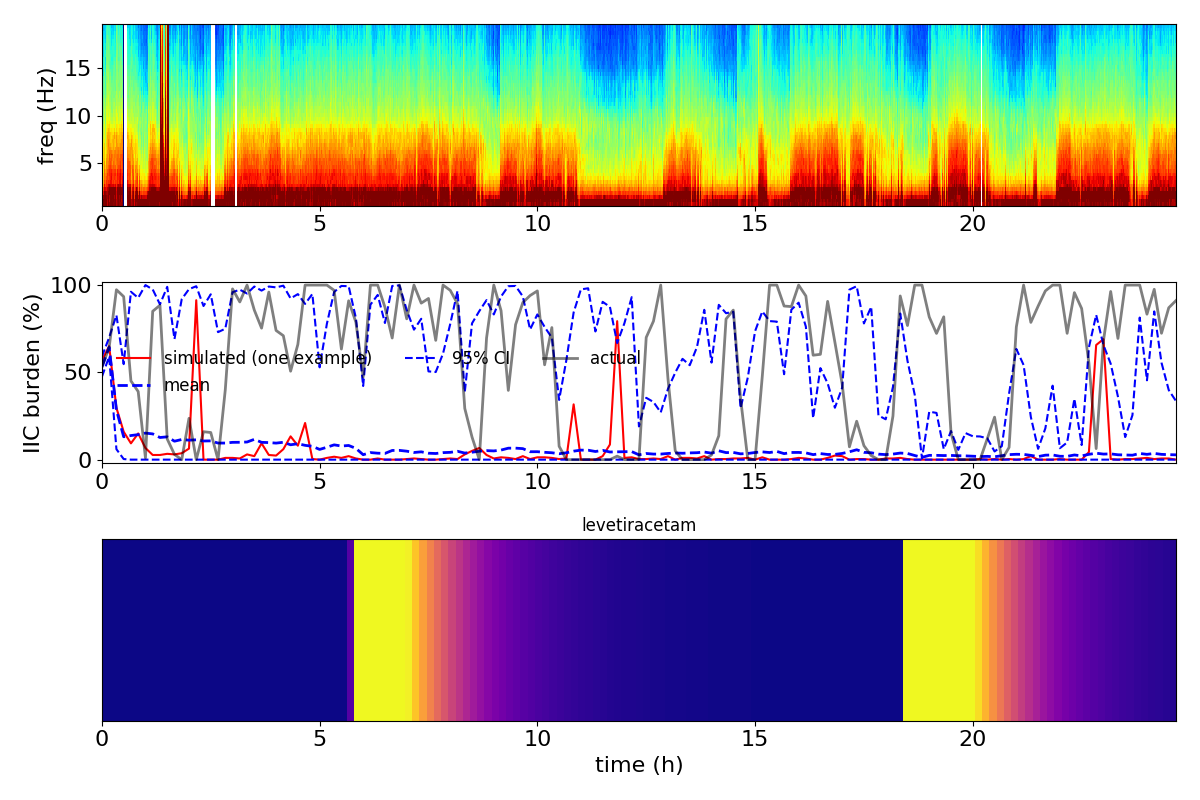 freq (Hz)
15
10
5
0 5 10 15 20
IIC burden (%)
100
50
0
simulated (one example) 95% CI actual
mean
0 5 10 15 20
levetiracetam
0 5 10 15 20
time (h)